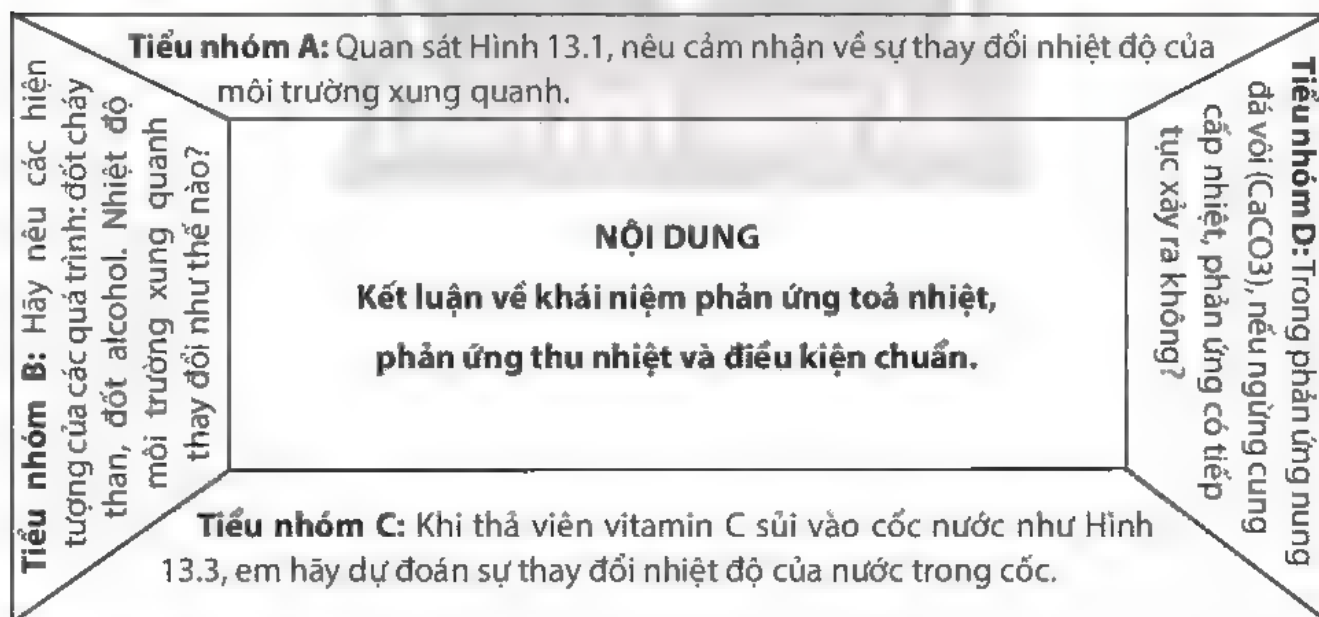 Tiểu nhóm A: Quan sát Hình 13.1, nêu cảm nhận về sự thay đổi nhiệt độ của
môi trường xung quanh.
Tiểu nhóm B: Hãy nêu các hiện
tượng của các quá trình: đốt cháy
than, đốt alcohol. Nhiệt độ
môi trường xung quanh
thay đổi như thế nào?
NỘI DUNG
Kết luận về khái niệm phản ứng toả nhiệt,
phản ứng thu nhiệt và điều kiện chuẩn.
Tiểu nhóm D: Trong phản ứng nung
đá vôi (CaCO3), nếu ngừng cung
cấp nhiệt, phản ứng có tiếp
tục xảy ra không?
Tiểu nhóm C: Khi thả viên vitamin C sủi vào cốc nước như Hình
13.3, em hãy dự đoán sự thay đổi nhiệt độ của nước trong cốc.